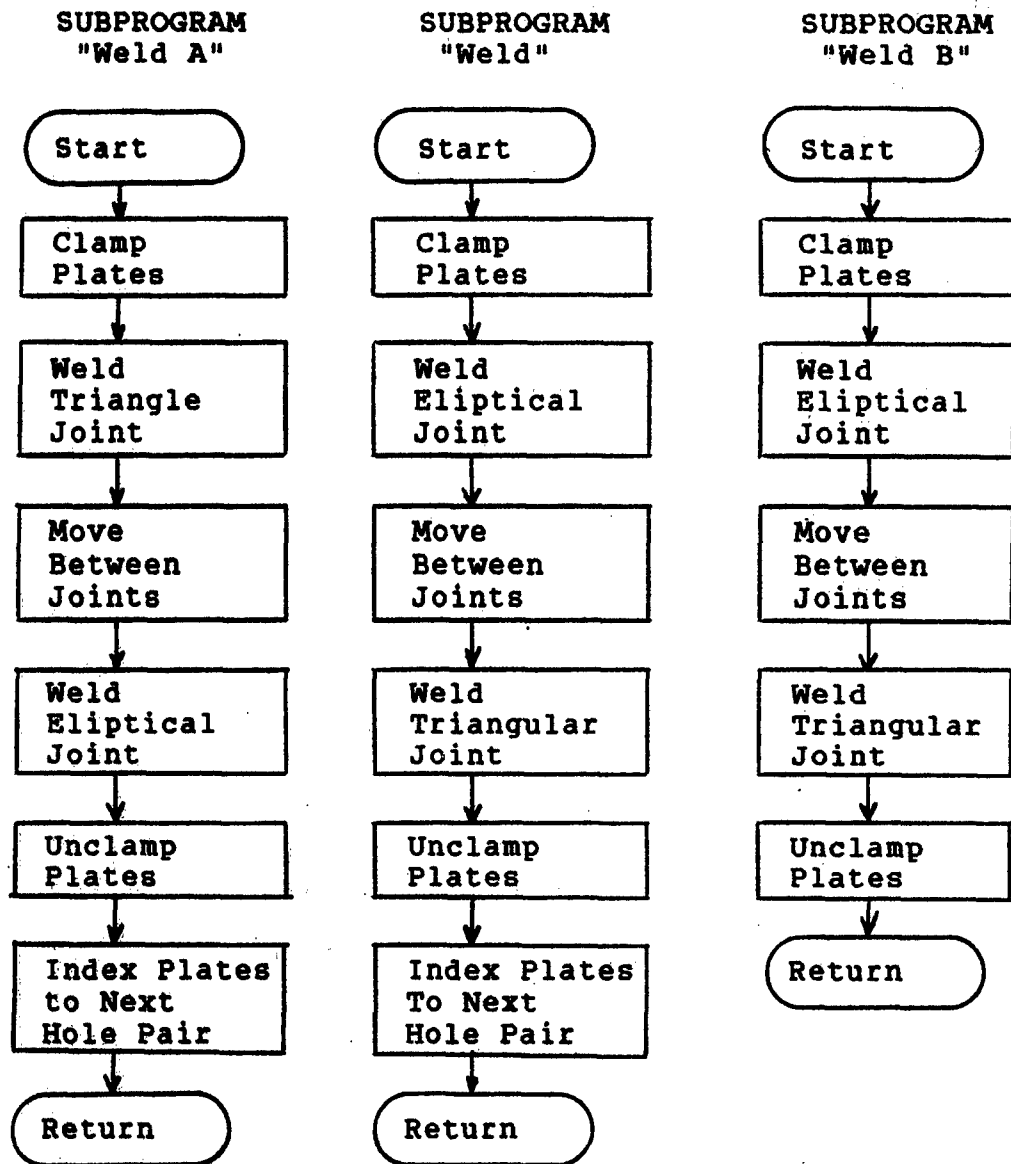 SUBPROGRAM
"Weld A"
Start
Clamp
Plates
Weld
Triangle
Joint
Move
Between
Joints
Weld
Eliptical
Joint
Unclamp
Plates
Index Plates
to Next
Hole Pair
Return
SUBPROGRAM
"Weld"
Start
Clamp
Plates
Weld
Eliptical
Joint
Move
Between
Joints
Weld
Triangular
Joint
Unclamp
Plates
Index Plates
To Next
Hole Pair
Return
SUBPROGRAM
"Weld B"
Start
Clamp
Plates
Weld
Eliptical
Joint
Move
Between
Joints
Weld
Triangular
Joint
Unclamp
Plates
Return